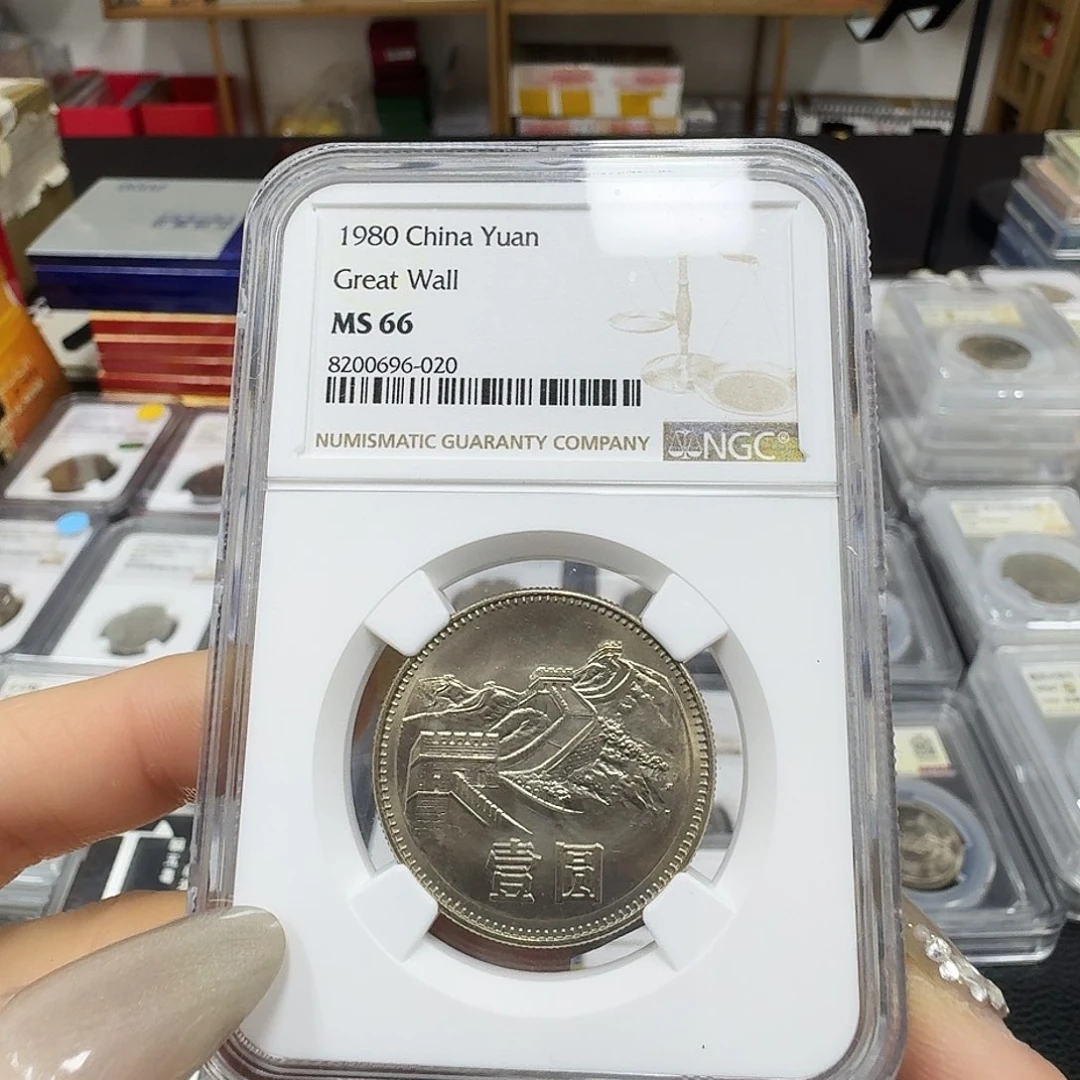 1980 China Yuan
Great Wall
MS 66
8200696-020
NUMISMATIC GUARANTY COMPANY NGC®
壹圆